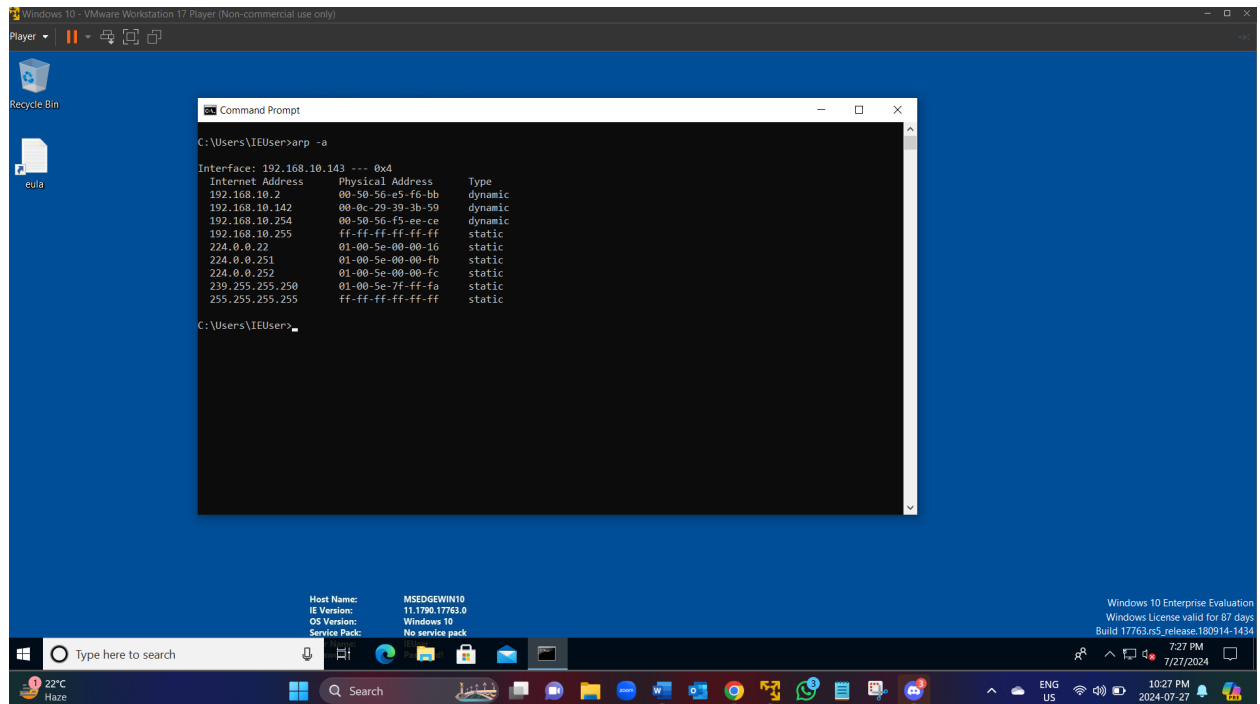 Windows 10 - VMware Workstation 17 Player (Non-commercial use only)
Player
Recycle Bin
eula
Command Prompt
C:\Users\IEUser>arp -a
Interface: 192.168.10.143 --- 0x4
Internet Address Physical Address Type
192.168.10.2 00-50-56-e5-f6-bb dynamic
192.168.10.142 00-0c-29-39-3b-59 dynamic
192.168.10.254 00-50-56-f5-ee-ce dynamic
192.168.10.255 ff-ff-ff-ff-ff-ff static
224.0.0.22 01-00-5e-00-00-16 static
224.0.0.251 01-00-5e-00-00-fb static
224.0.0.252 01-00-5e-00-00-fc static
239.255.255.250 01-00-5e-7f-ff-fa static
255.255.255.255 ff-ff-ff-ff-ff-ff static
C:\Users\IEUser>
Host Name: MSEDGEWIN10
IE Version: 11.1790.17763.0
OS Version: Windows 10
Service Pack: No service pack
Windows 10 Enterprise Evaluation
Windows License valid for 87 days
Build 17763.rs5_release.180914-1434
Type here to search
7:27 PM
7/27/2024
1
22°C
Haze
Search
zoom
3
3
ENG
US
10:27 PM
2024-07-27